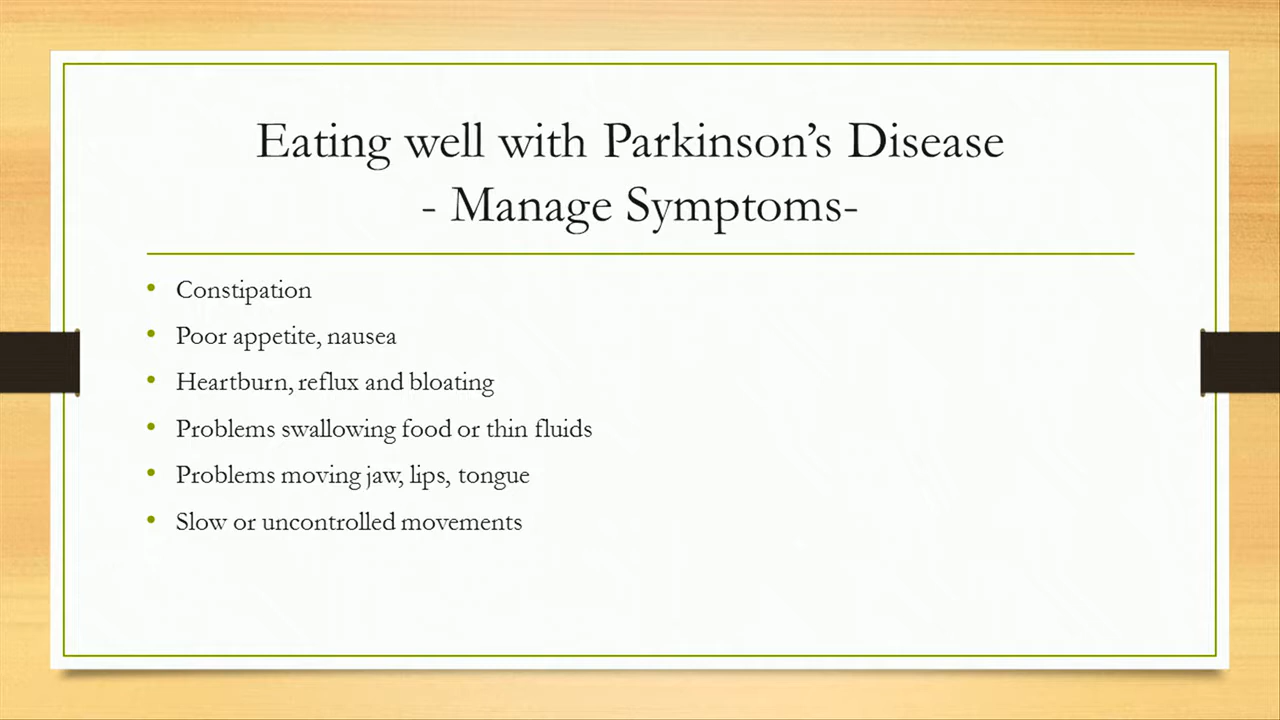 Eating well with Parkinson’s Disease
- Manage Symptoms-
• Constipation
• Poor appetite, nausea
• Heartburn, reflux and bloating
• Problems swallowing food or thin fluids
• Problems moving jaw, lips, tongue
• Slow or uncontrolled movements